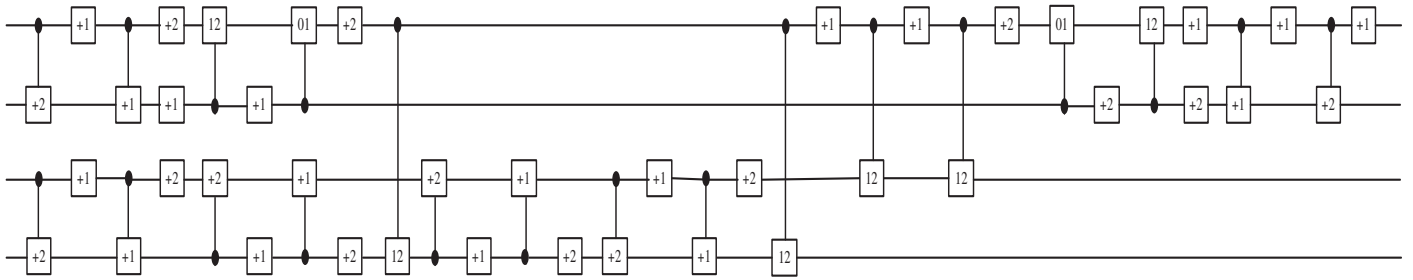 +1 +2 12 01 +2 +1 +1 +2 01 12 +1 +1 +1
+2 +1 +1 +1 +2 +2 +1 +2
+1 +2 +2 +1 +2 +1 +1 +2 12 12
+2 +1 +1 +2 12 +1 +2 +2 +1 12